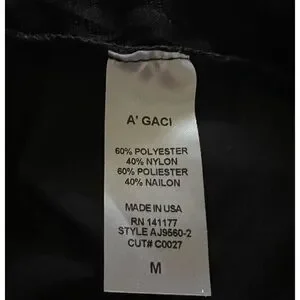 A' GACI
60% POLYESTER
40% NYLON
60% POLIESTER
40% NAILON
MADE IN USA
RN 141177
STYLE AJ9560-2
CUT# C0027
M